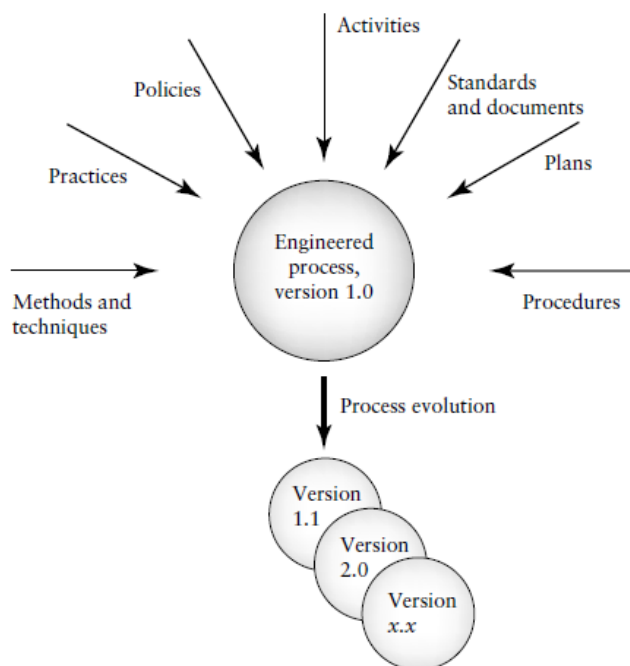 Activities
Policies
Standards
and documents
Practices
Plans
Engineered
process,
version 1.0
Methods and
techniques
Procedures
Process evolution
Version
1.1
Version
2.0
Version
x.x